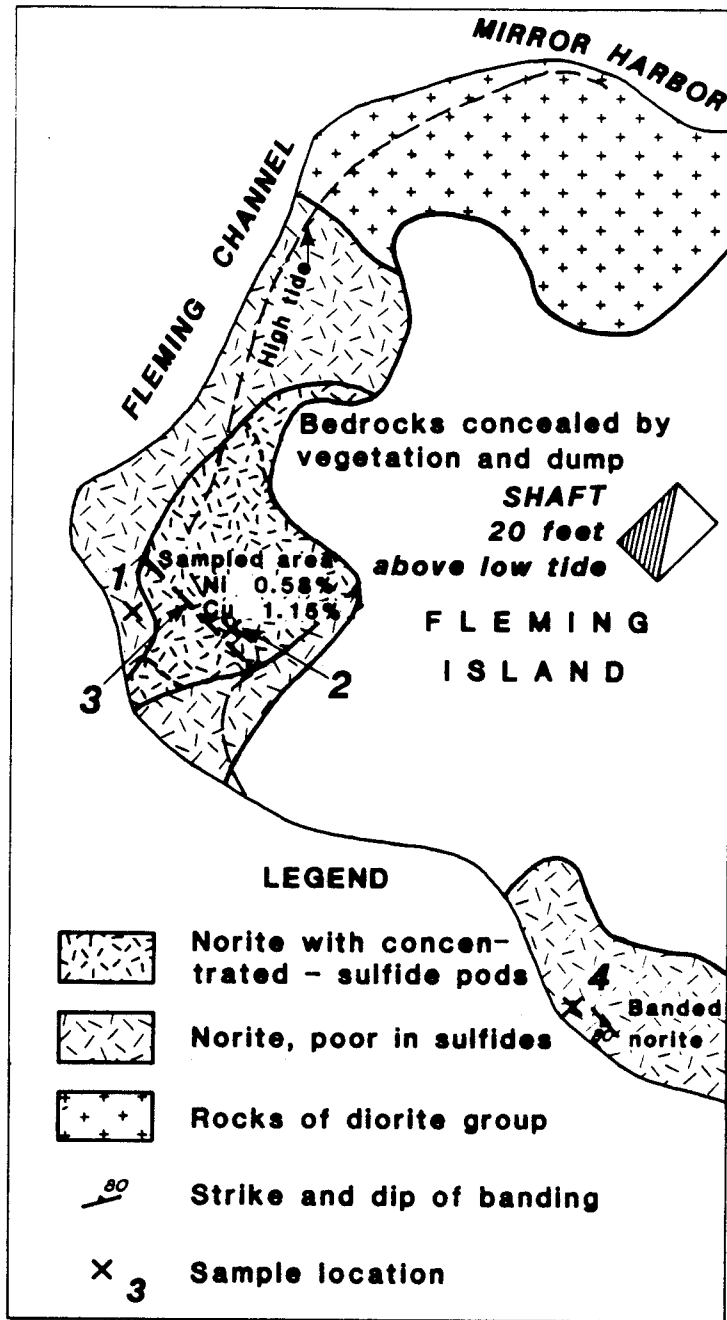 MIRROR HARBOR
FLEMING CHANNEL
High tide
Bedrocks concealed by
vegetation and dump
SHAFT
20 feet
above low tide
Sampled area
Ni 0.58%
Cu 1.15%
1
2
3
FLEMING
ISLAND
4
Banded
norite
80
LEGEND
Norite with concen-
trated - sulfide pods
Norite, poor in sulfides
Rocks of diorite group
80
Strike and dip of banding
3
Sample location